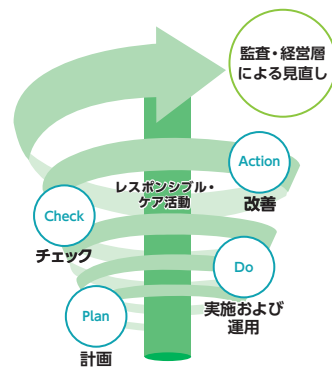 監査・経営層
による見直し
Action
改善
レスポンシブル・
ケア活動
Check
チェック
Do
実施および
運用
Plan
計画